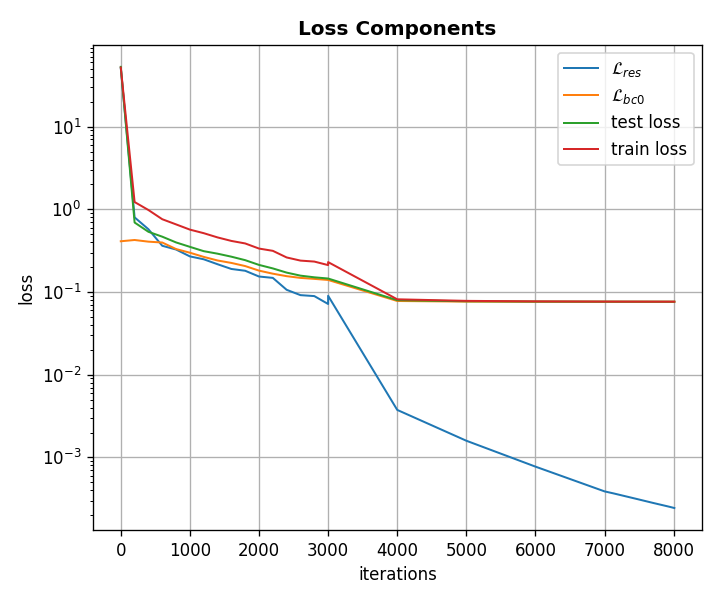 Loss Components
ℒ_res
ℒ_bc0
test loss
train loss
10^1
10^0
10^−1
10^−2
10^−3
loss
0 1000 2000 3000 4000 5000 6000 7000 8000
iterations